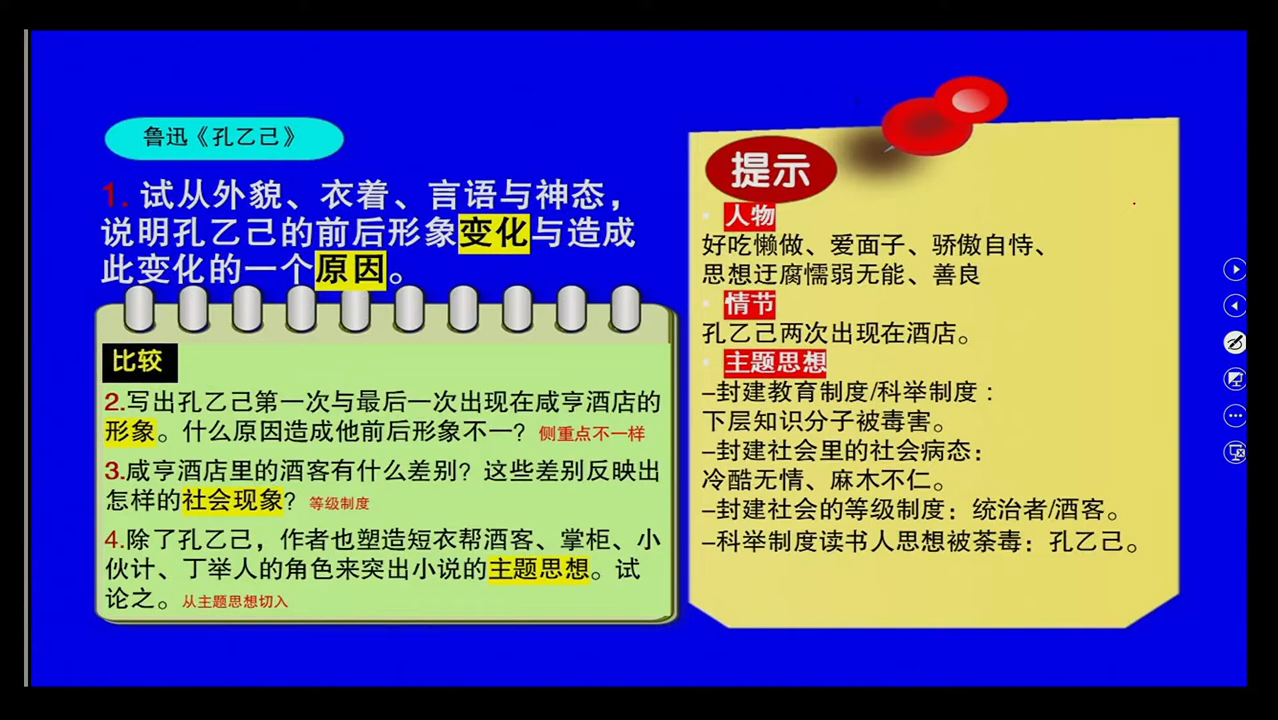 鲁迅《孔乙己》
1. 试从外貌、衣着、言语与神态，
说明孔乙己的前后形象变化与造成
此变化的一个原因。
比较
2.写出孔乙己第一次与最后一次出现在咸亨酒店的
形象。什么原因造成他前后形象不一？ 侧重点不一样
3.咸亨酒店里的酒客有什么差别？这些差别反映出
怎样的社会现象？ 等级制度
4.除了孔乙己，作者也塑造短衣帮酒客、掌柜、小
伙计、丁举人的角色来突出小说的主题思想。试
论之。 从主题思想切入
提示
人物
好吃懒做、爱面子、骄傲自恃、
思想迂腐懦弱无能、善良
情节
孔乙己两次出现在酒店。
主题思想
–封建教育制度/科举制度：
下层知识分子被毒害。
–封建社会里的社会病态：
冷酷无情、麻木不仁。
–封建社会的等级制度：统治者/酒客。
–科举制度读书人思想被荼毒：孔乙己。